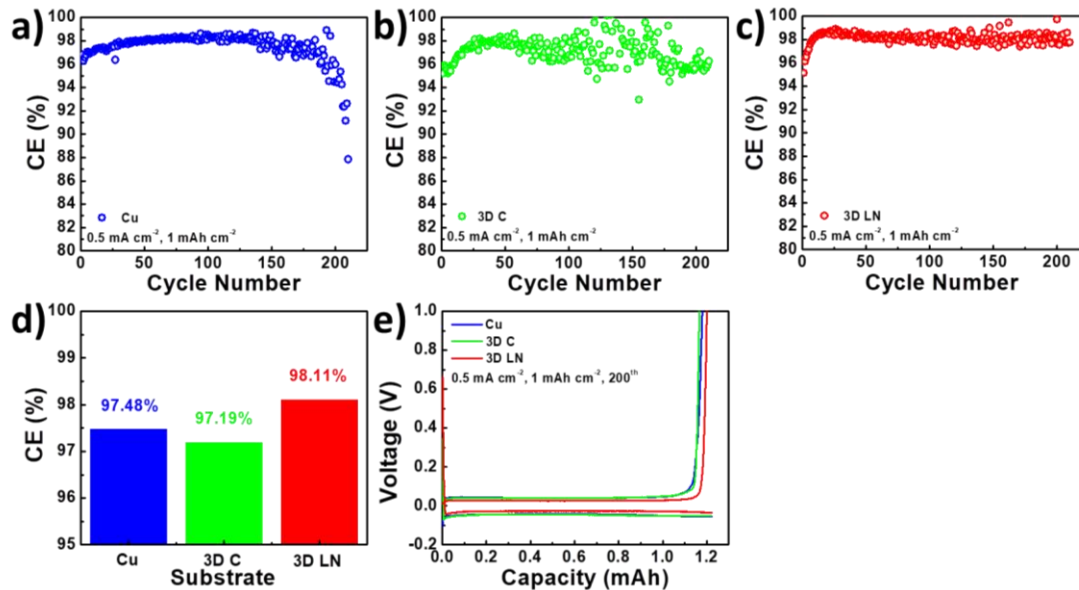 a)
100
98
96
94
92
90
88
86
84
82
80
CE (%)
Cu
0.5 mA cm⁻², 1 mAh cm⁻²
0 50 100 150 200
Cycle Number
b)
100
98
96
94
92
90
88
86
84
82
80
CE (%)
3D C
0.5 mA cm⁻², 1 mAh cm⁻²
0 50 100 150 200
Cycle Number
c)
100
98
96
94
92
90
88
86
84
82
80
CE (%)
3D LN
0.5 mA cm⁻², 1 mAh cm⁻²
0 50 100 150 200
Cycle Number
d)
100
99
98
97
96
95
CE (%)
97.48%
97.19%
98.11%
Cu 3D C 3D LN
Substrate
e)
1.0
0.8
0.6
0.4
0.2
0.0
-0.2
Voltage (V)
Cu
3D C
3D LN
0.5 mA cm⁻², 1 mAh cm⁻², 200ᵗʰ
0.0 0.2 0.4 0.6 0.8 1.0 1.2
Capacity (mAh)